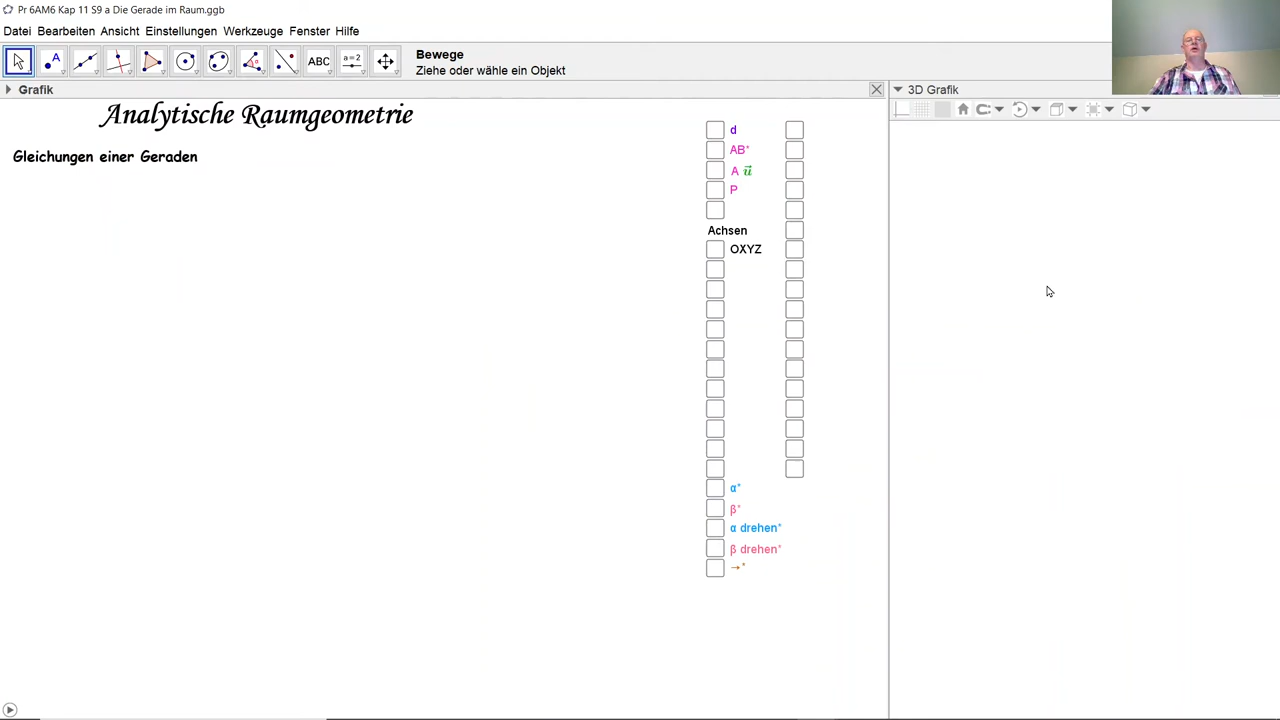 Pr 6AM6 Kap 11 S9 a Die Gerade im Raum.ggb
Datei Bearbeiten Ansicht Einstellungen Werkzeuge Fenster Hilfe
A
ABC
a=2
Bewege
Ziehe oder wähle ein Objekt
Grafik
3D Grafik
Analytische Raumgeometrie
Gleichungen einer Geraden
d
AB*
A u⃗
P
Achsen
OXYZ
α*
β*
α drehen*
β drehen*
→*